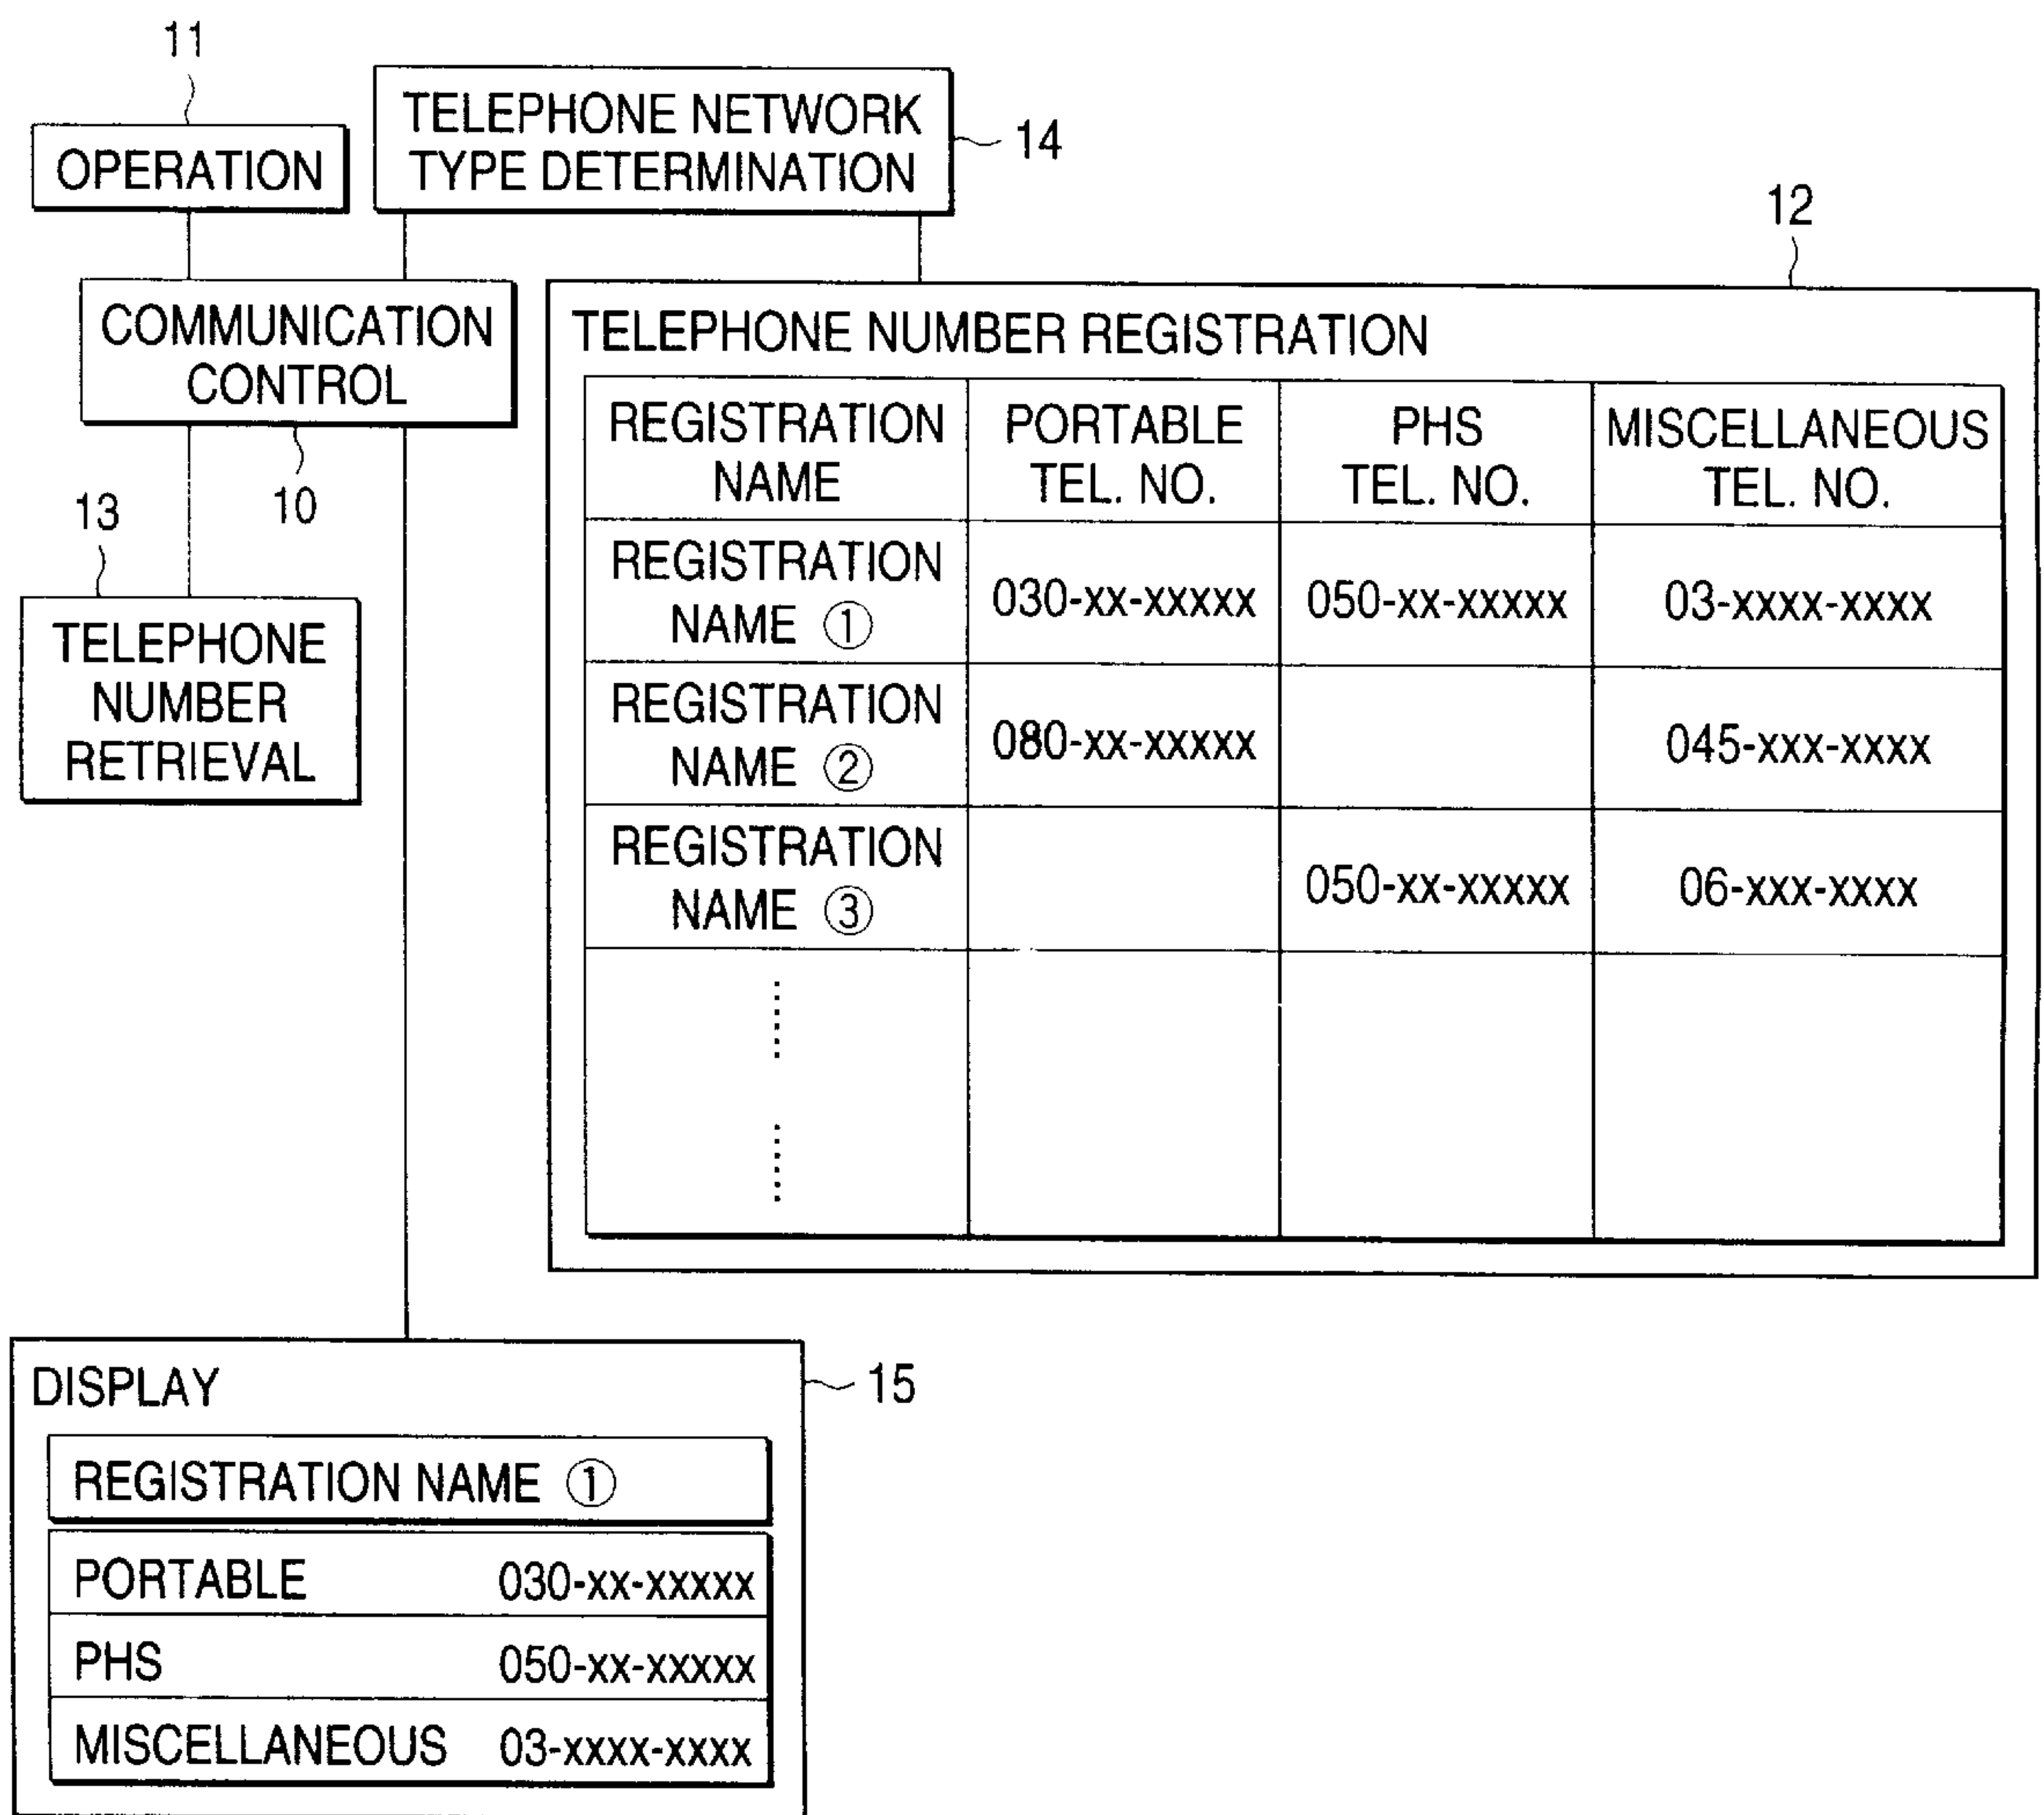 11
OPERATION
TELEPHONE NETWORK
TYPE DETERMINATION
14
COMMUNICATION
CONTROL
10
13
TELEPHONE
NUMBER
RETRIEVAL
12
TELEPHONE NUMBER REGISTRATION
REGISTRATION
NAME
PORTABLE
TEL. NO.
PHS
TEL. NO.
MISCELLANEOUS
TEL. NO.
REGISTRATION
NAME ①
030-xx-xxxxx
050-xx-xxxxx
03-xxxx-xxxx
REGISTRATION
NAME ②
080-xx-xxxxx
045-xxx-xxxx
REGISTRATION
NAME ③
050-xx-xxxxx
06-xxx-xxxx
DISPLAY
15
REGISTRATION NAME ①
PORTABLE 030-xx-xxxxx
PHS 050-xx-xxxxx
MISCELLANEOUS 03-xxxx-xxxx